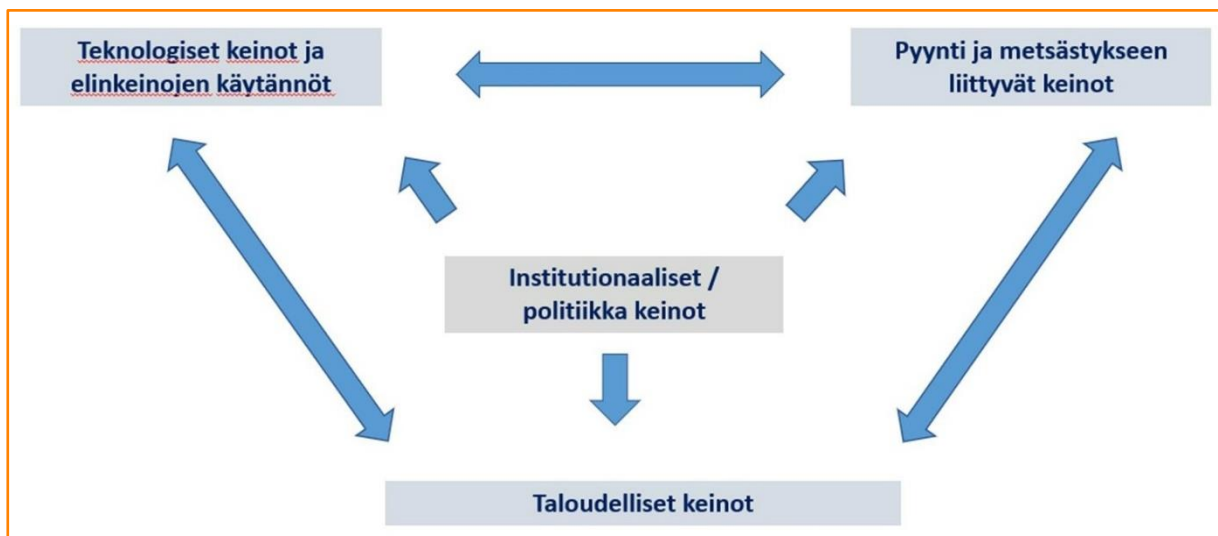 Teknologiset keinot ja
elinkeinojen käytännöt
Pyynti ja metsästykseen
liittyvät keinot
Institutionaaliset /
politiikka keinot
Taloudelliset keinot